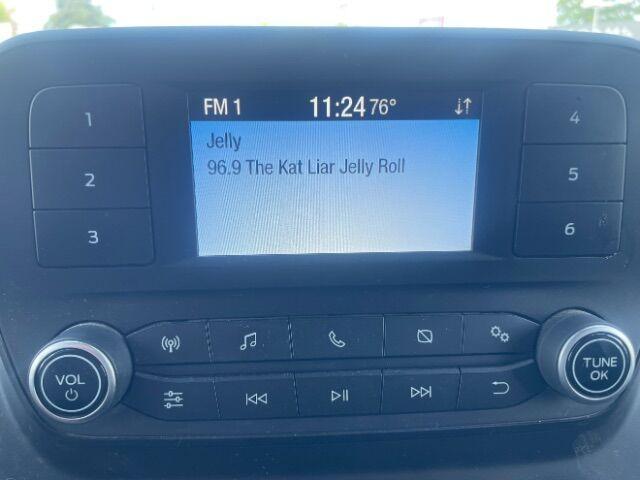 FM 1 11:24 76°
Jelly
96.9 The Kat Liar Jelly Roll
1
2
3
4
5
6
VOL
TUNE
OK